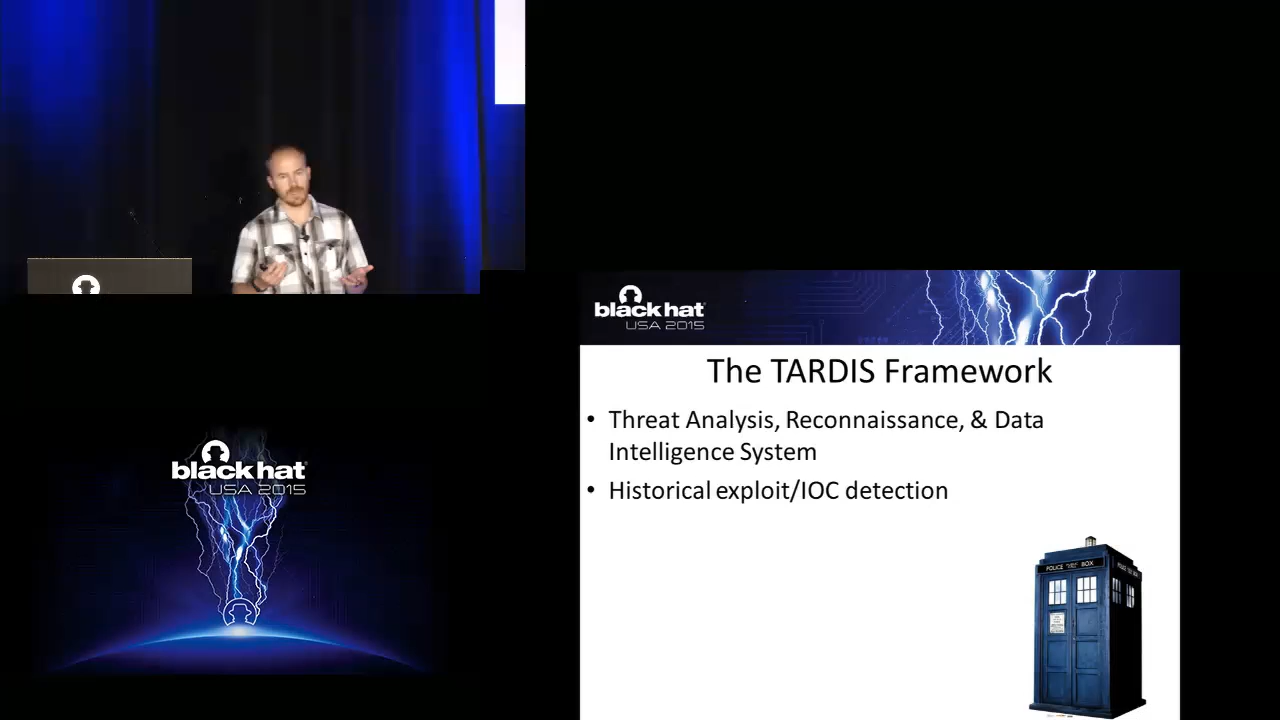 black hat
USA 2015
black hat
USA 2015
The TARDIS Framework
• Threat Analysis, Reconnaissance, & Data
Intelligence System
• Historical exploit/IOC detection
POLICE BOX